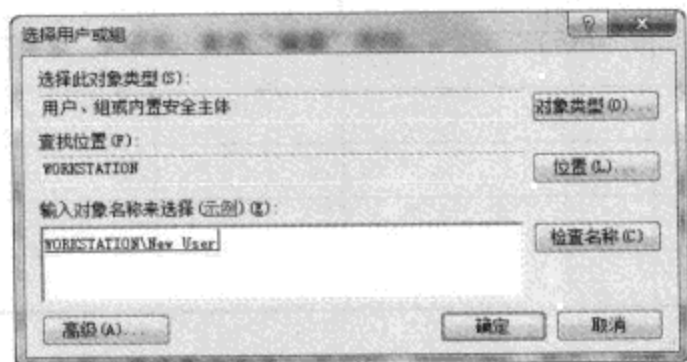 选择用户或组
选择此对象类型(S):
用户、组或内置安全主体
对象类型(O)...
查找位置(F):
WORKSTATION
位置(L)...
输入对象名称来选择(示例)(E):
WORKSTATION\New User
检查名称(C)
高级(A)...
确定
取消